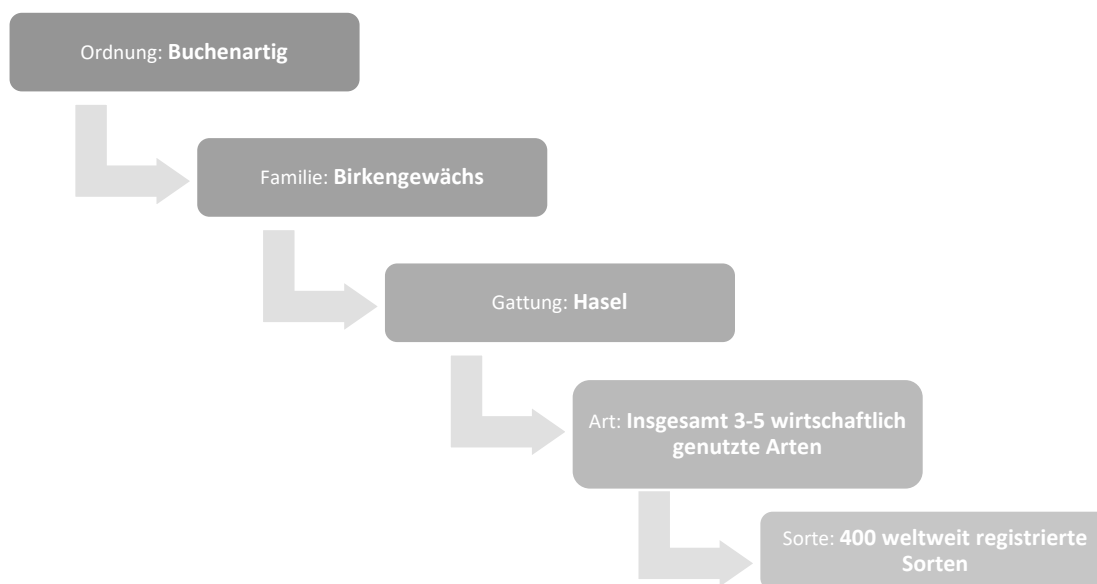 Ordnung: Buchenartig
Familie: Birkengewächs
Gattung: Hasel
Art: Insgesamt 3-5 wirtschaftlich
genutzte Arten
Sorte: 400 weltweit registrierte
Sorten